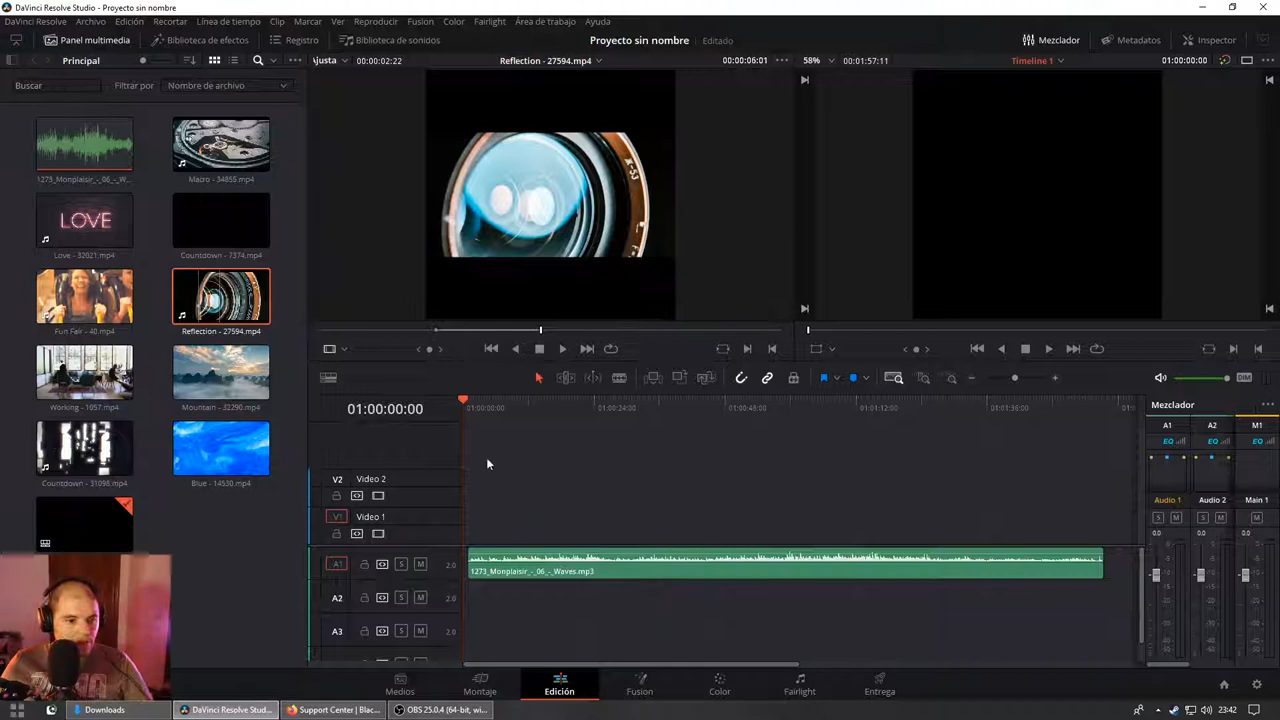 DaVinci Resolve Studio - Proyecto sin nombre
DaVinci Resolve Archivo Edición Recortar Línea de tiempo Clip Marcar Ver Reproducir Fusion Color Fairlight Área de trabajo Ayuda
Panel multimedia Biblioteca de efectos Registro Biblioteca de sonidos Proyecto sin nombre Editado Mezclador Metadatos Inspector
Principal Ajusta 00:00:02:22 Reflection - 27594.mp4 00:00:06:01 58% 00:01:57:11 Timeline 1 01:00:00:00
Buscar Filtrar por Nombre de archivo
1273_Monplaisir_-_06_-_W... Macro - 34855.mp4
LOVE
Love - 32021.mp4 Countdown - 7374.mp4
Fun Fair - 40.mp4 Reflection - 27594.mp4
Working - 1057.mp4 Mountain - 32290.mp4
Countdown - 31098.mp4 Blue - 14530.mp4
DIM
01:00:00:00 01:00:00:00 01:00:24:00 01:00:48:00 01:01:12:00 01:01:36:00
Mezclador
A1 A2 M1
EQ EQ EQ
V2 Video 2
V1 Video 1
Audio 1 Audio 2 Main 1
S M S M M
0.0 0.0 0.0
A1 S M 2.0
1273_Monplaisir_-_06_-_Waves.mp3
A2 S M 2.0
A3 S M 2.0
Medios Montaje Edición Fusion Color Fairlight Entrega
Downloads DaVinci Resolve Stud... Support Center | Blac... OBS 25.0.4 (64-bit, wi... 23:42